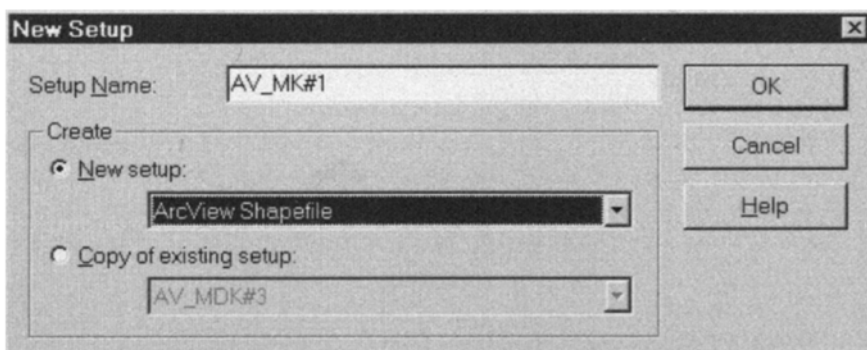 New Setup
Setup Name: AV_MK#1
OK
Create
Cancel
New setup:
ArcView Shapefile
Help
Copy of existing setup:
AV_MDK#3